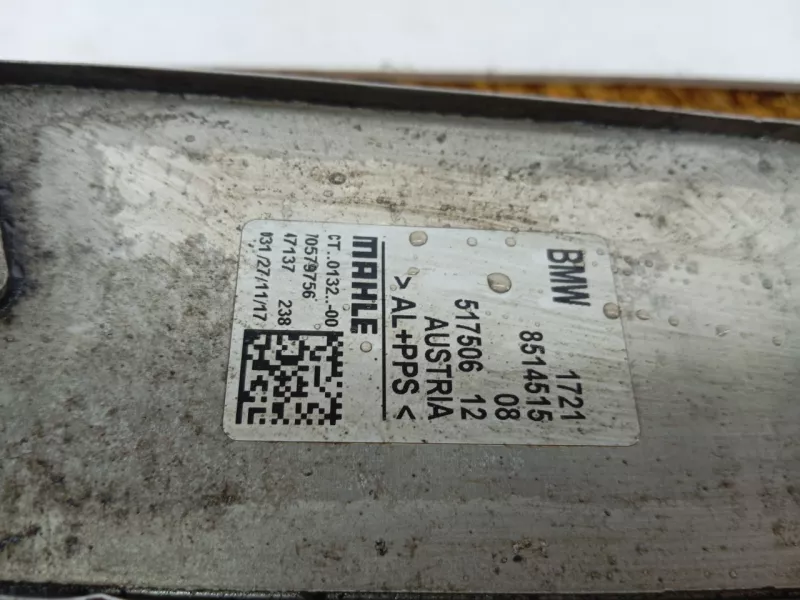 BMW 1721
8514515
08
517506 12
AUSTRIA
> AL+PPS <
MAHLE
CT..0132..-00
70579756
47137 238
031/27/11/17